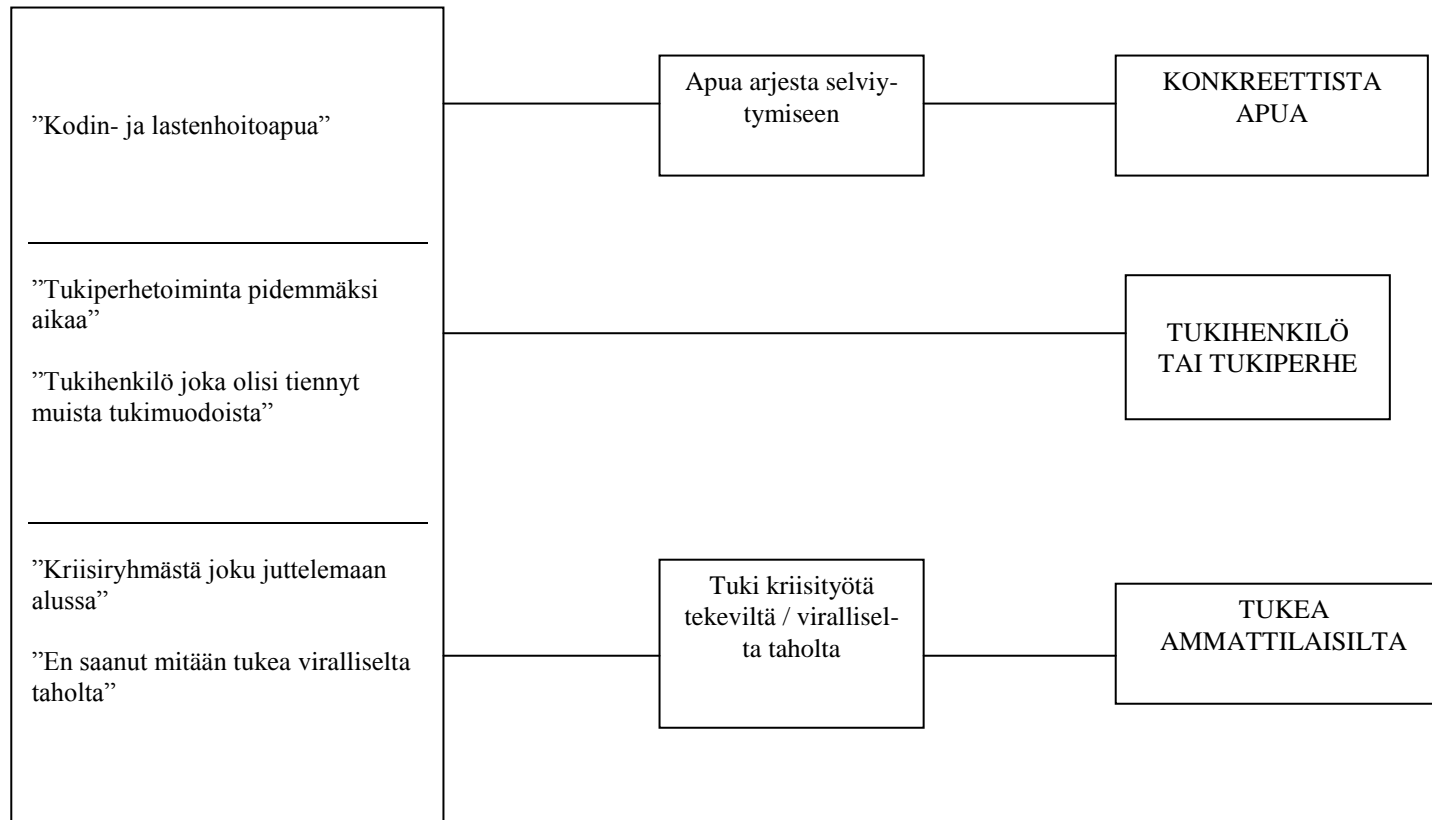 ”Kodin- ja lastenhoitoapua”
Apua arjesta selviy-
tymiseen
KONKREETTISTA
APUA
”Tukiperhetoiminta pidemmäksi
aikaa”
”Tukihenkilö joka olisi tiennyt
muista tukimuodoista”
TUKIHENKILÖ
TAI TUKIPERHE
”Kriisiryhmästä joku juttelemaan
alussa”
”En saanut mitään tukea viralliselta
taholta”
Tuki kriisityötä
tekeviltä / virallisel-
ta taholta
TUKEA
AMMATTILAISILTA